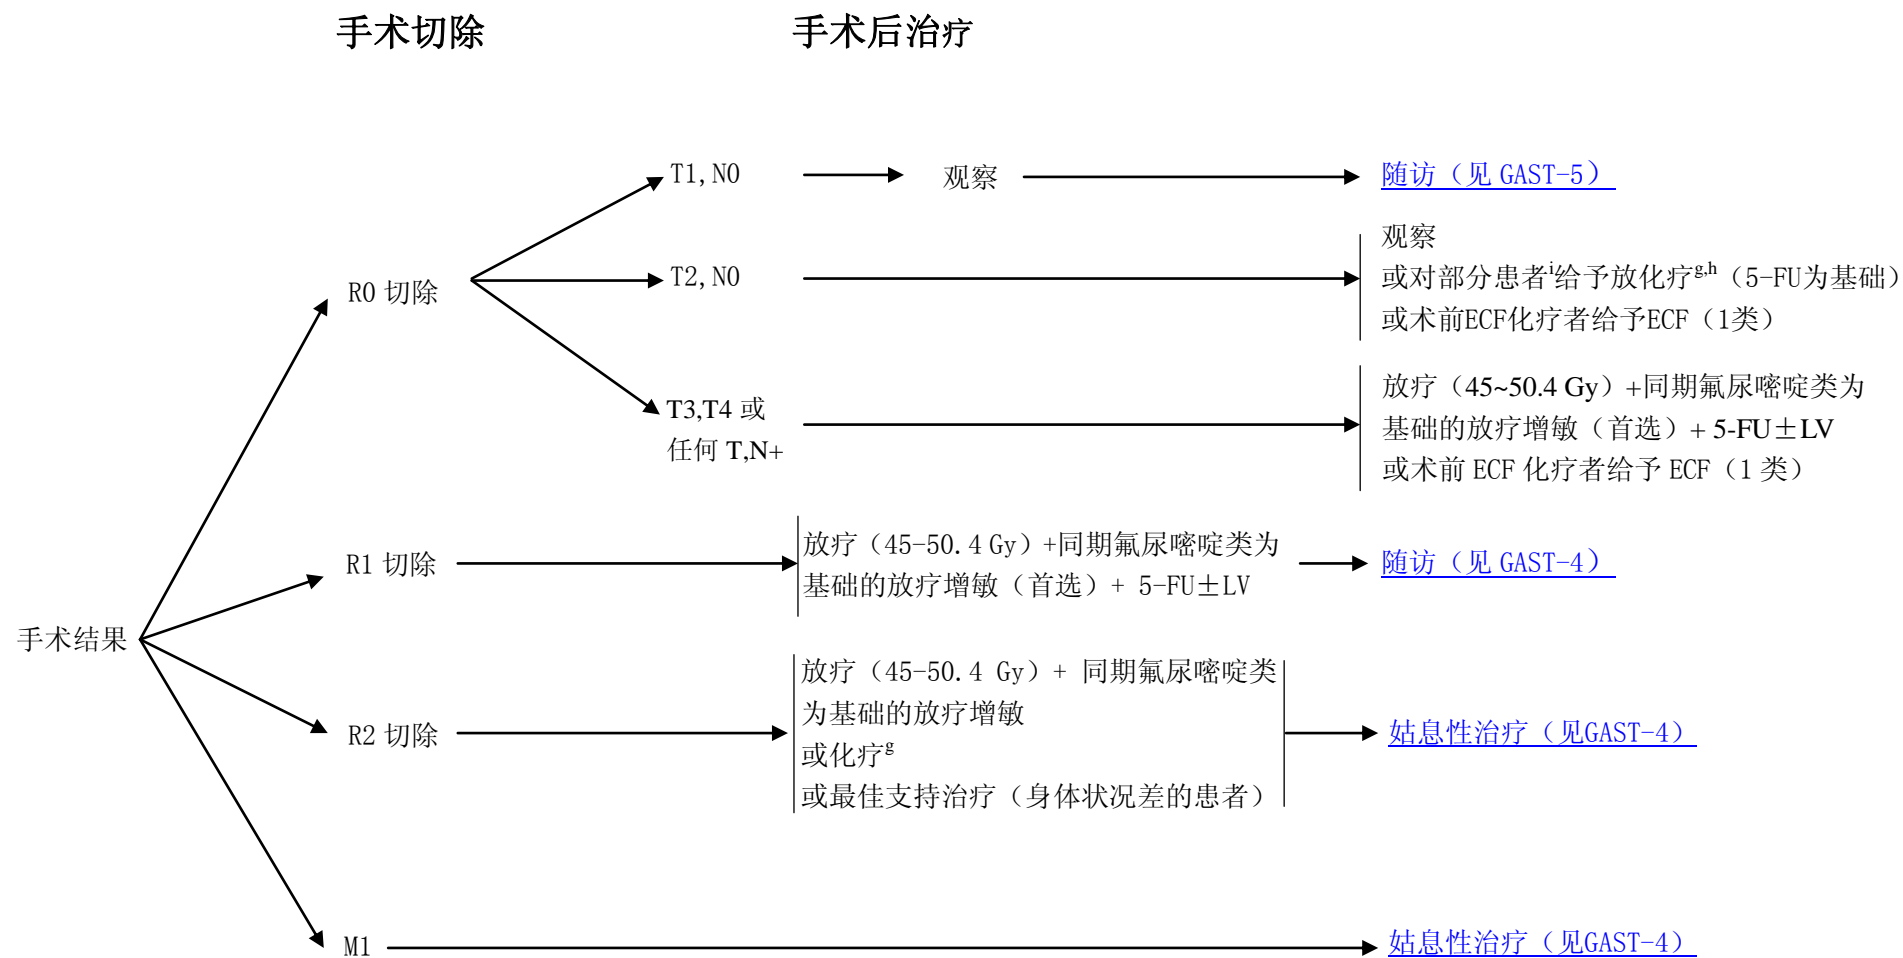 手术切除
手术后治疗
T1,N0
观察
随访（见 GAST-5）
观察
T2,N0
或对部分患者i给予放化疗g,h（5-FU为基础）
R0 切除
或术前ECF化疗者给予ECF（1类）
放疗（45~50.4 Gy）+同期氟尿嘧啶类为
T3,T4 或
基础的放疗增敏（首选）+ 5-FU±LV
任何 T,N+
或术前 ECF 化疗者给予 ECF（1 类）
放疗（45-50.4 Gy）+同期氟尿嘧啶类为
R1 切除
随访（见 GAST-4）
基础的放疗增敏（首选）+ 5-FU±LV
手术结果
放疗（45-50.4 Gy）+ 同期氟尿嘧啶类
为基础的放疗增敏
R2 切除
姑息性治疗（见GAST-4）
或化疗g
或最佳支持治疗（身体状况差的患者）
M1
姑息性治疗（见GAST-4）